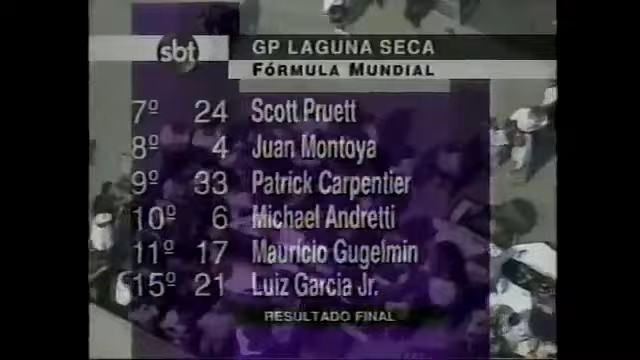 sbt
GP LAGUNA SECA
FÓRMULA MUNDIAL
7º 24 Scott Pruett
8º 4 Juan Montoya
9º 33 Patrick Carpentier
10º 6 Michael Andretti
11º 17 Maurício Gugelmin
15º 21 Luiz Garcia Jr.
RESULTADO FINAL